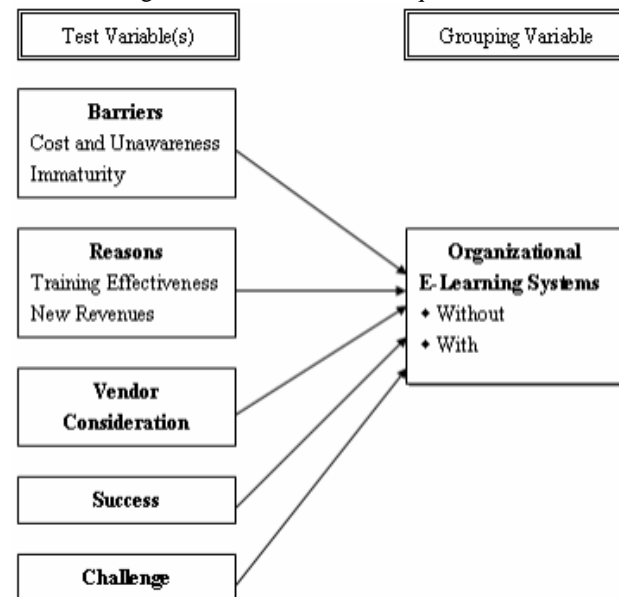 Test Variable(s)
Grouping Variable
Barriers
Cost and Unawareness
Immaturity
Reasons
Training Effectiveness
New Revenues
Vendor
Consideration
Success
Challenge
Organizational
E-Learning Systems
◆ Without
◆ With